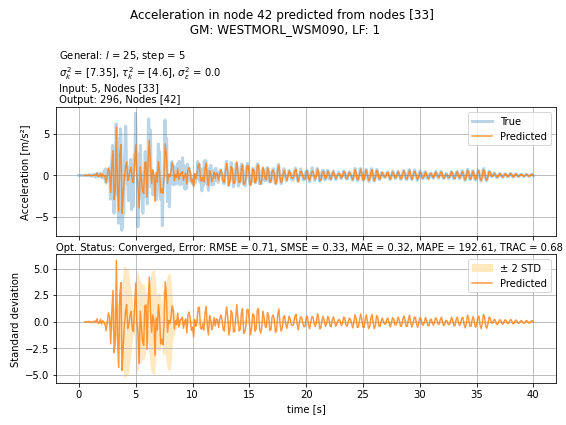 Acceleration in node 42 predicted from nodes [33]
GM: WESTMORL_WSM090, LF: 1
General: l = 25, step = 5
σ²ₖ = [7.35], τ²ₖ = [4.6], σ²ε = 0.0
Input: 5, Nodes [33]
Output: 296, Nodes [42]
True
Predicted
Acceleration [m/s²]
5
0
−5
Opt. Status: Converged, Error: RMSE = 0.71, SMSE = 0.33, MAE = 0.32, MAPE = 192.61, TRAC = 0.68
± 2 STD
Predicted
Standard deviation
5.0
2.5
0.0
−2.5
−5.0
0 5 10 15 20 25 30 35 40
time [s]